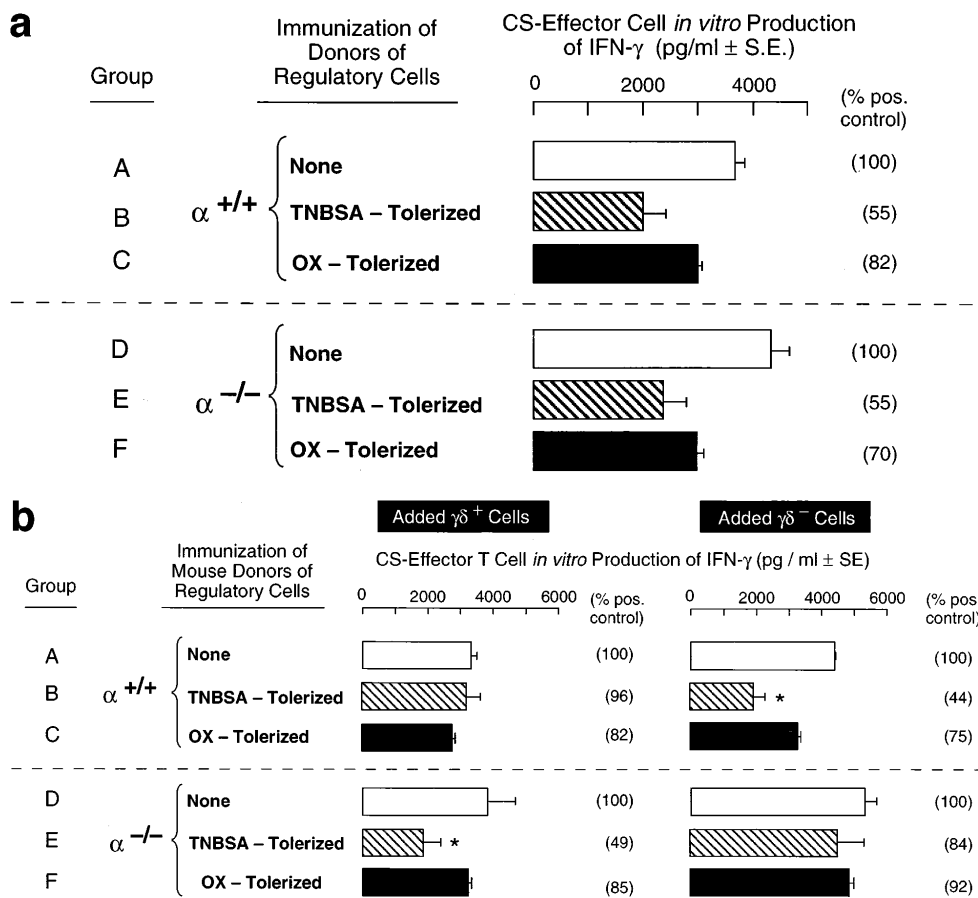 a
Group
Immunization of
Donors of
Regulatory Cells
CS-Effector Cell in vitro Production
of IFN-γ (pg/ml ± S.E.)
0 2000 4000
(% pos.
control)
A None (100)
α +/+
B TNBSA – Tolerized (55)
C OX – Tolerized (82)
D None (100)
α –/–
E TNBSA – Tolerized (55)
F OX – Tolerized (70)
b
Added γδ + Cells Added γδ – Cells
Group
Immunization of
Mouse Donors of
Regulatory Cells
CS-Effector T Cell in vitro Production of IFN-γ (pg / ml ± SE)
0 2000 4000 6000 (% pos. control) 0 2000 4000 6000 (% pos. control)
A None (100) (100)
α +/+
B TNBSA – Tolerized (96) * (44)
C OX – Tolerized (82) (75)
D None (100) (100)
α –/–
E TNBSA – Tolerized * (49) (84)
F OX – Tolerized (85) (92)